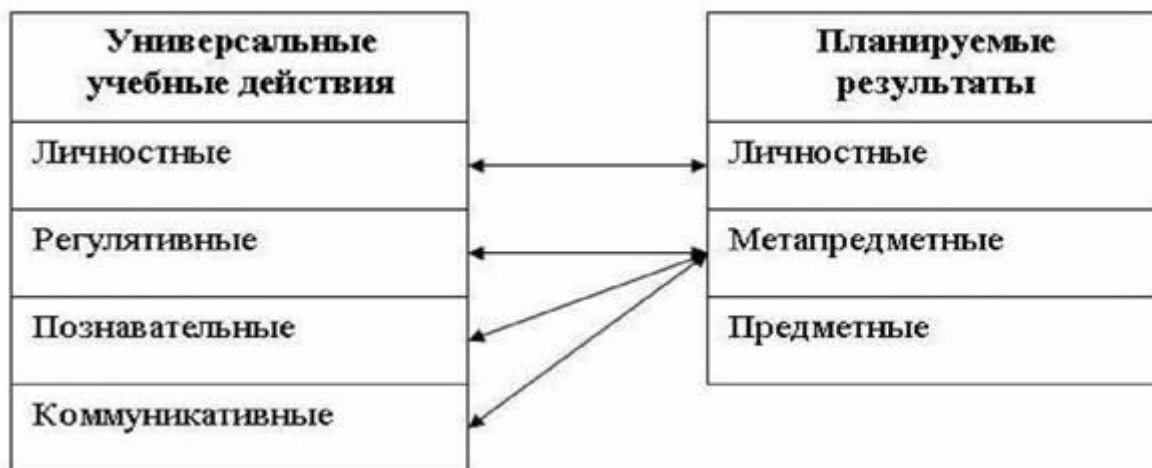 Универсальные
учебные действия
Личностные
Регулятивные
Познавательные
Коммуникативные
Планируемые
результаты
Личностные
Метапредметные
Предметные